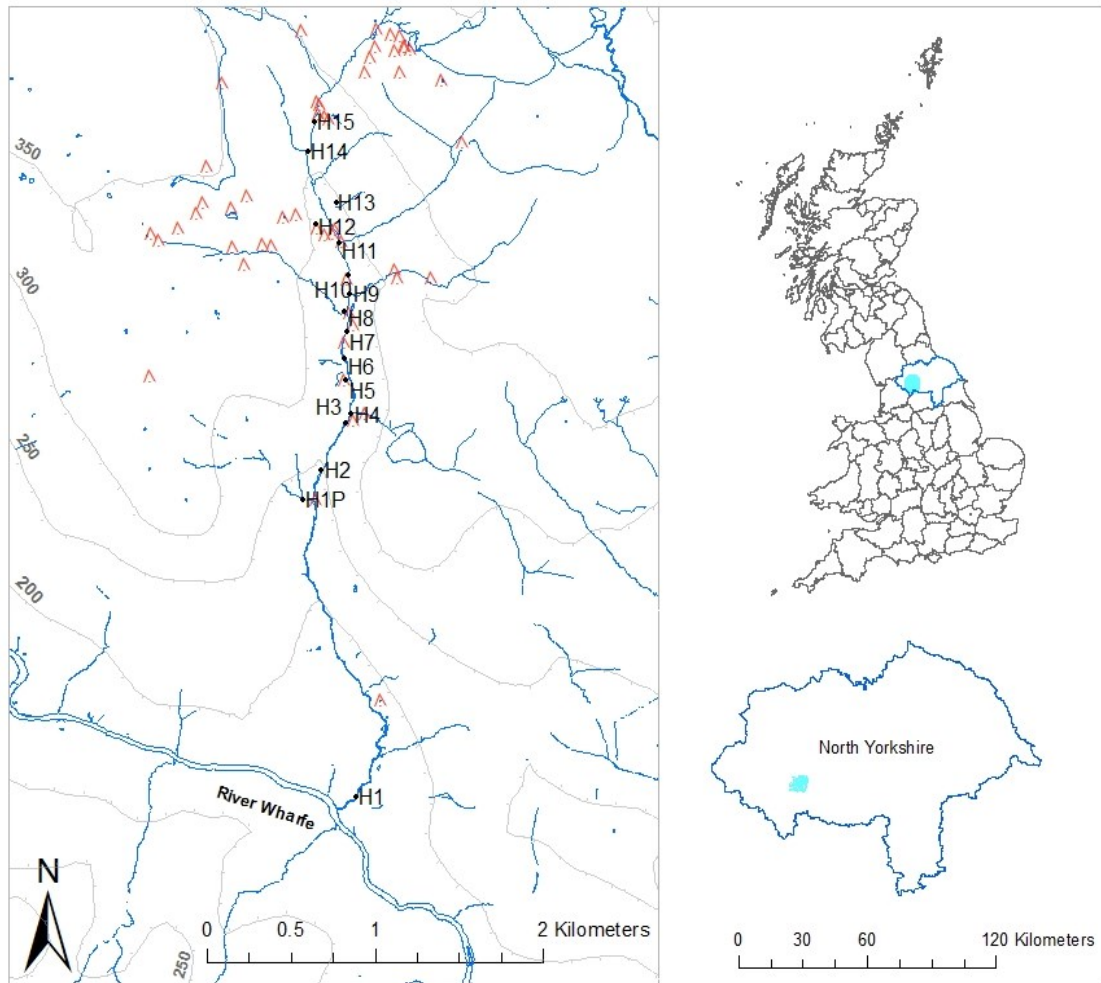 350
300
250
200
250
H15
H14
H13
H12
H11
H10
H9
H8
H7
H6
H5
H3
H4
H2
H1P
H1
River Wharfe
N
0 0.5 1 2 Kilometers
North Yorkshire
0 30 60 120 Kilometers